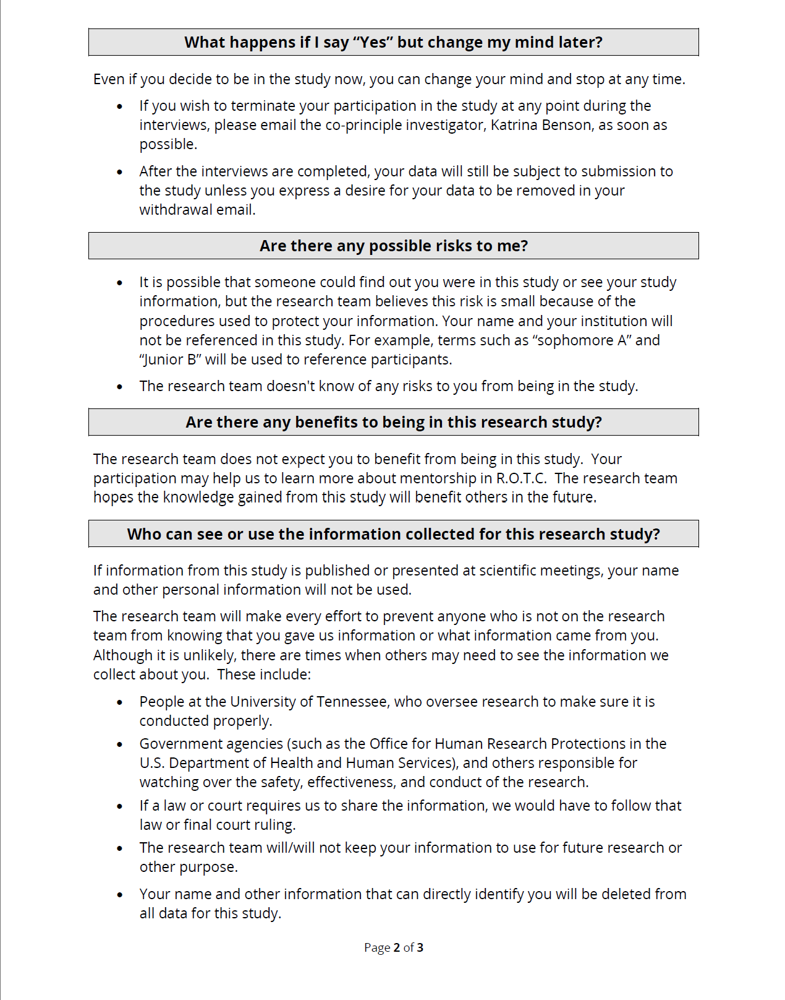 What happens if I say “Yes” but change my mind later?
Even if you decide to be in the study now, you can change your mind and stop at any time.
• If you wish to terminate your participation in the study at any point during the
interviews, please email the co-principle investigator, Katrina Benson, as soon as
possible.
• After the interviews are completed, your data will still be subject to submission to
the study unless you express a desire for your data to be removed in your
withdrawal email.
Are there any possible risks to me?
• It is possible that someone could find out you were in this study or see your study
information, but the research team believes this risk is small because of the
procedures used to protect your information. Your name and your institution will
not be referenced in this study. For example, terms such as “sophomore A” and
“Junior B” will be used to reference participants.
• The research team doesn't know of any risks to you from being in the study.
Are there any benefits to being in this research study?
The research team does not expect you to benefit from being in this study.  Your
participation may help us to learn more about mentorship in R.O.T.C.  The research team
hopes the knowledge gained from this study will benefit others in the future.
Who can see or use the information collected for this research study?
If information from this study is published or presented at scientific meetings, your name
and other personal information will not be used.
The research team will make every effort to prevent anyone who is not on the research
team from knowing that you gave us information or what information came from you.
Although it is unlikely, there are times when others may need to see the information we
collect about you.  These include:
• People at the University of Tennessee, who oversee research to make sure it is
conducted properly.
• Government agencies (such as the Office for Human Research Protections in the
U.S. Department of Health and Human Services), and others responsible for
watching over the safety, effectiveness, and conduct of the research.
• If a law or court requires us to share the information, we would have to follow that
law or final court ruling.
• The research team will/will not keep your information to use for future research or
other purpose.
• Your name and other information that can directly identify you will be deleted from
all data for this study.
Page 2 of 3